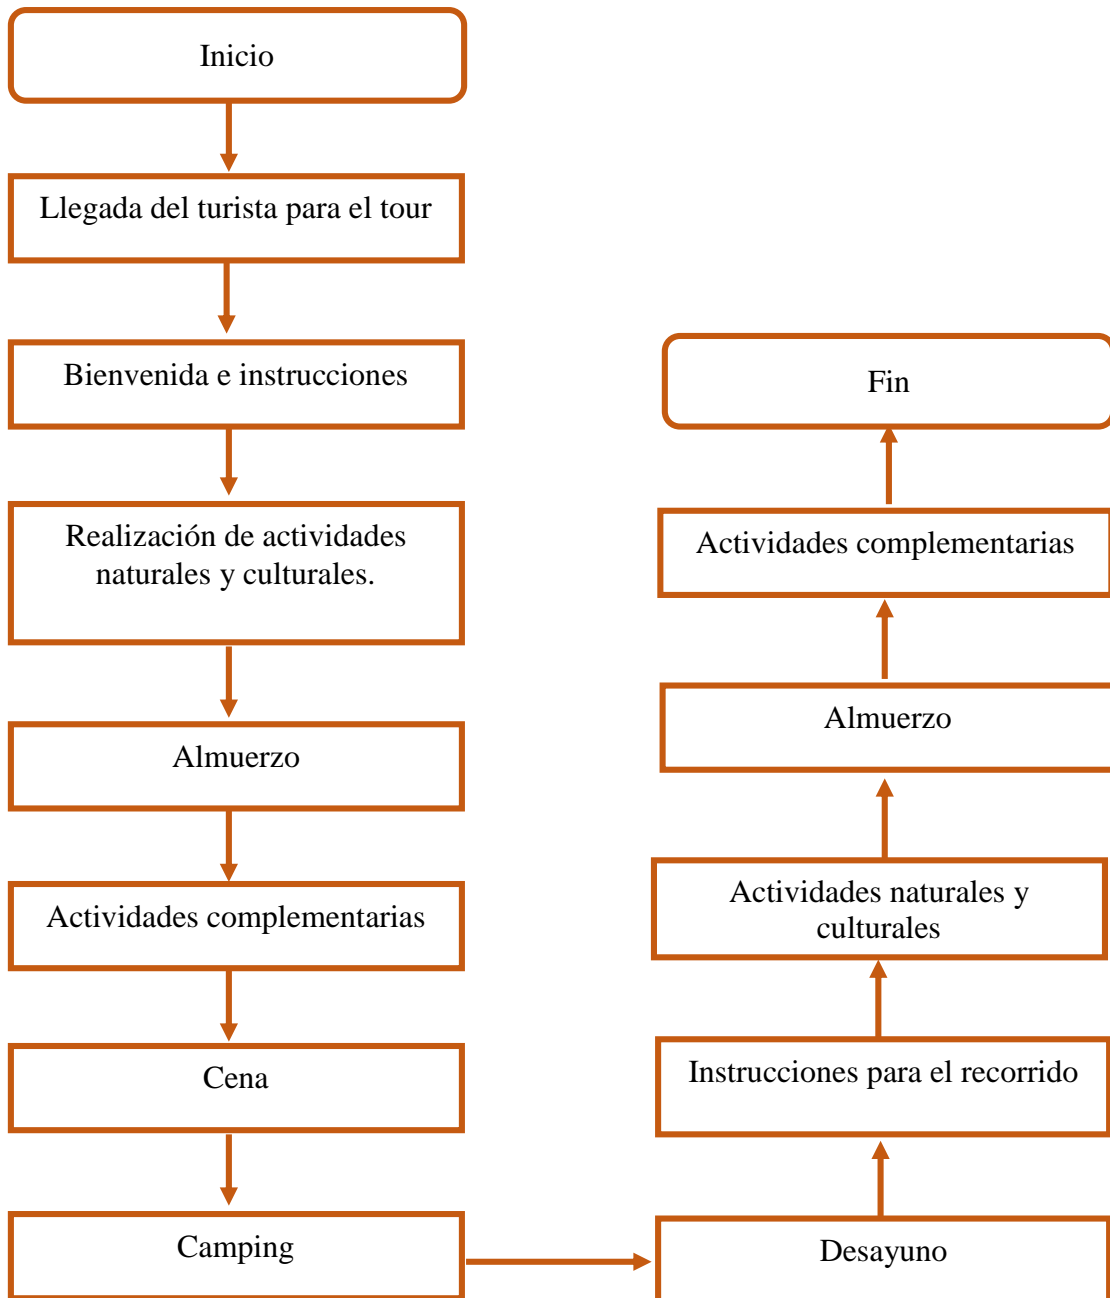 Inicio
Llegada del turista para el tour
Bienvenida e instrucciones
Realización de actividades
naturales y culturales.
Almuerzo
Actividades complementarias
Cena
Camping
Desayuno
Instrucciones para el recorrido
Actividades naturales y
culturales
Almuerzo
Actividades complementarias
Fin